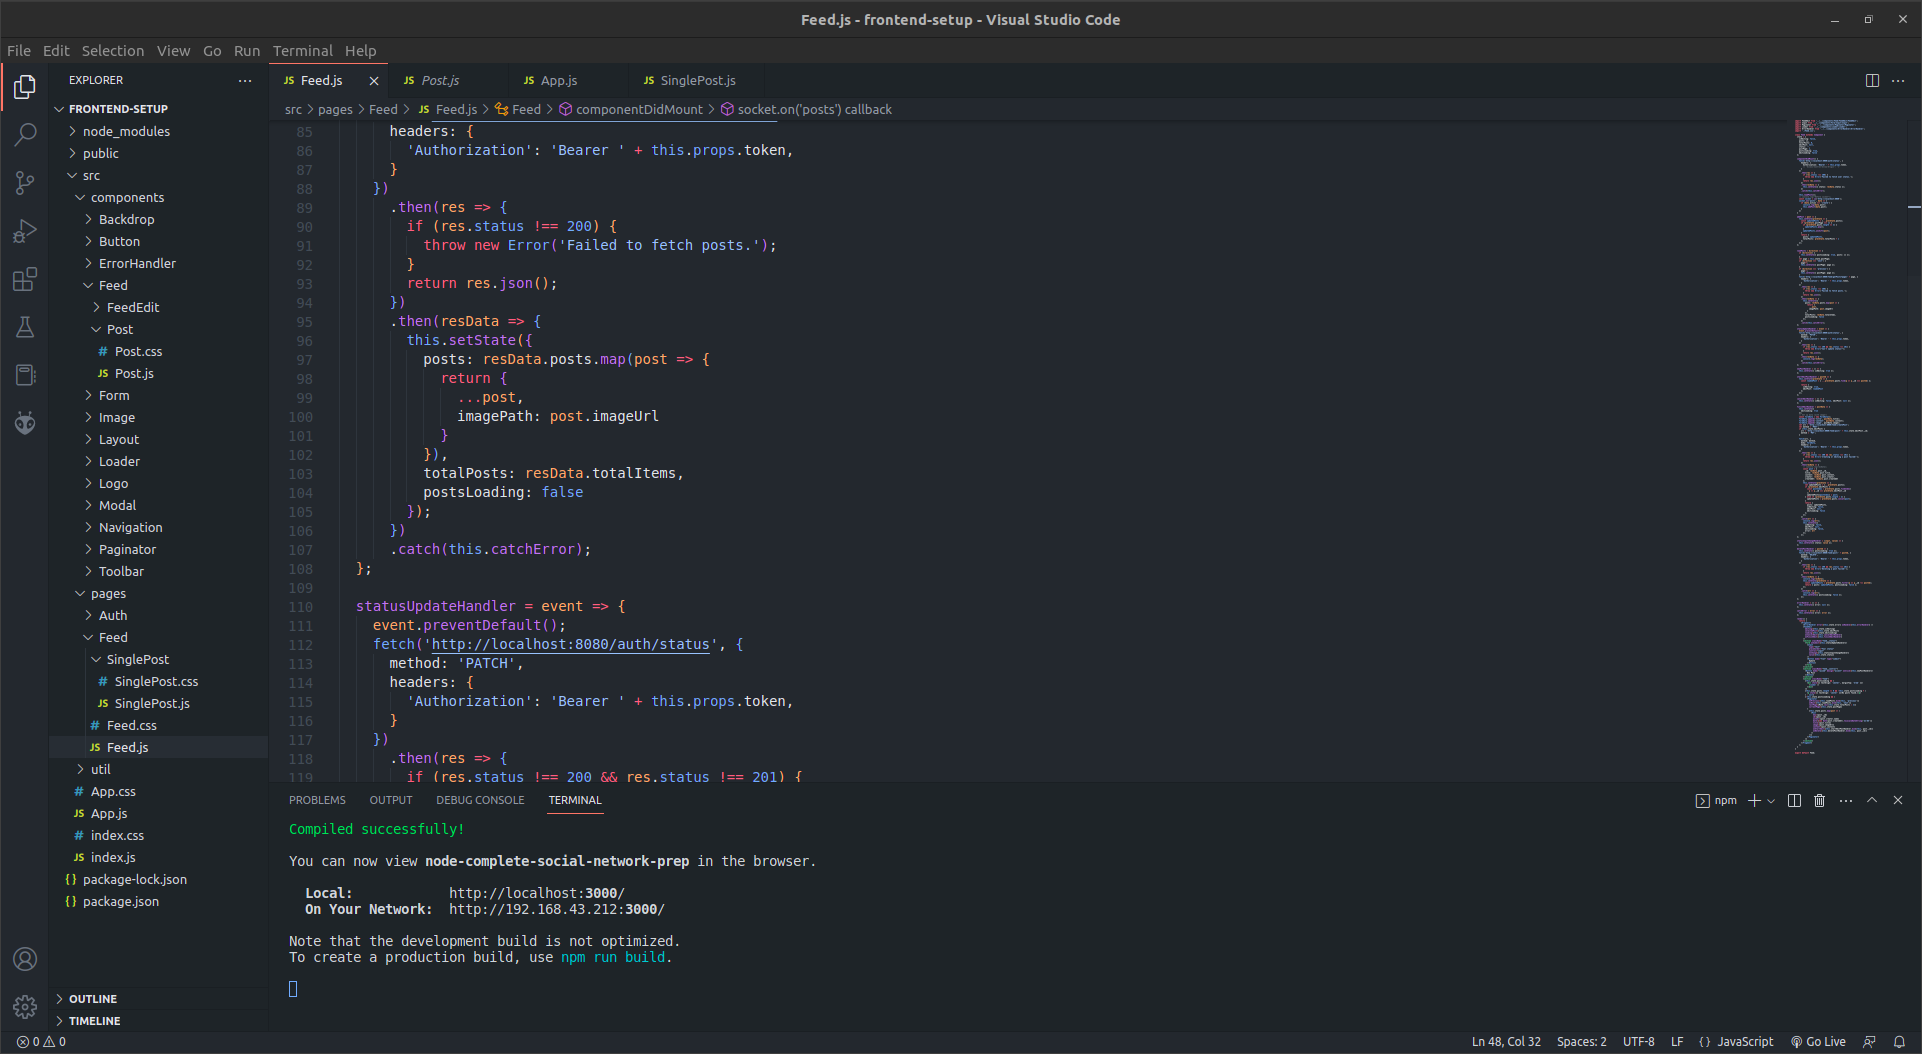 Feed.js - frontend-setup - Visual Studio Code
File Edit Selection View Go Run Terminal Help
EXPLORER
FRONTEND-SETUP
node_modules
public
src
components
Backdrop
Button
ErrorHandler
Feed
FeedEdit
Post
# Post.css
JS Post.js
Form
Image
Layout
Loader
Logo
Modal
Navigation
Paginator
Toolbar
pages
Auth
Feed
SinglePost
# SinglePost.css
JS SinglePost.js
# Feed.css
JS Feed.js
util
# App.css
JS App.js
# index.css
JS index.js
{} package-lock.json
{} package.json
OUTLINE
TIMELINE
JS Feed.js JS Post.js JS App.js JS SinglePost.js
src > pages > Feed > JS Feed.js > Feed > componentDidMount > socket.on('posts') callback
85 headers: {
86 'Authorization': 'Bearer ' + this.props.token,
87 }
88 })
89 .then(res => {
90 if (res.status !== 200) {
91 throw new Error('Failed to fetch posts.');
92 }
93 return res.json();
94 })
95 .then(resData => {
96 this.setState({
97 posts: resData.posts.map(post => {
98 return {
99 ...post,
100 imagePath: post.imageUrl
101 }
102 }),
103 totalPosts: resData.totalItems,
104 postsLoading: false
105 });
106 })
107 .catch(this.catchError);
108 };
109
110 statusUpdateHandler = event => {
111 event.preventDefault();
112 fetch('http://localhost:8080/auth/status', {
113 method: 'PATCH',
114 headers: {
115 'Authorization': 'Bearer ' + this.props.token,
116 }
117 })
118 .then(res => {
119 if (res.status !== 200 && res.status !== 201) {
PROBLEMS OUTPUT DEBUG CONSOLE TERMINAL
npm
Compiled successfully!
You can now view node-complete-social-network-prep in the browser.
Local: http://localhost:3000/
On Your Network: http://192.168.43.212:3000/
Note that the development build is not optimized.
To create a production build, use npm run build.
0 0
Ln 48, Col 32 Spaces: 2 UTF-8 LF {} JavaScript Go Live